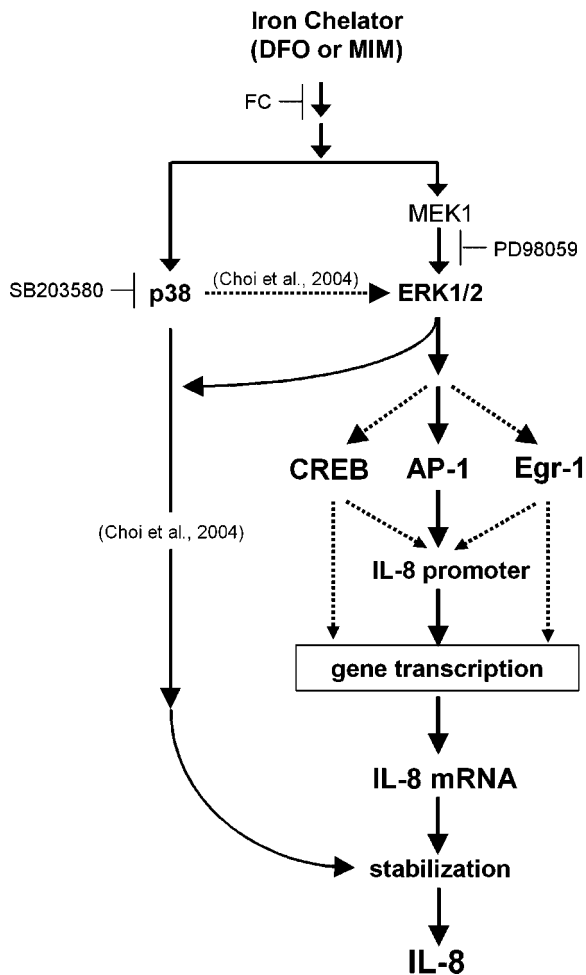 Iron Chelator
(DFO or MIM)
FC
MEK1
PD98059
SB203580
p38
(Choi et al., 2004)
ERK1/2
CREB
AP-1
Egr-1
(Choi et al., 2004)
IL-8 promoter
gene transcription
IL-8 mRNA
stabilization
IL-8